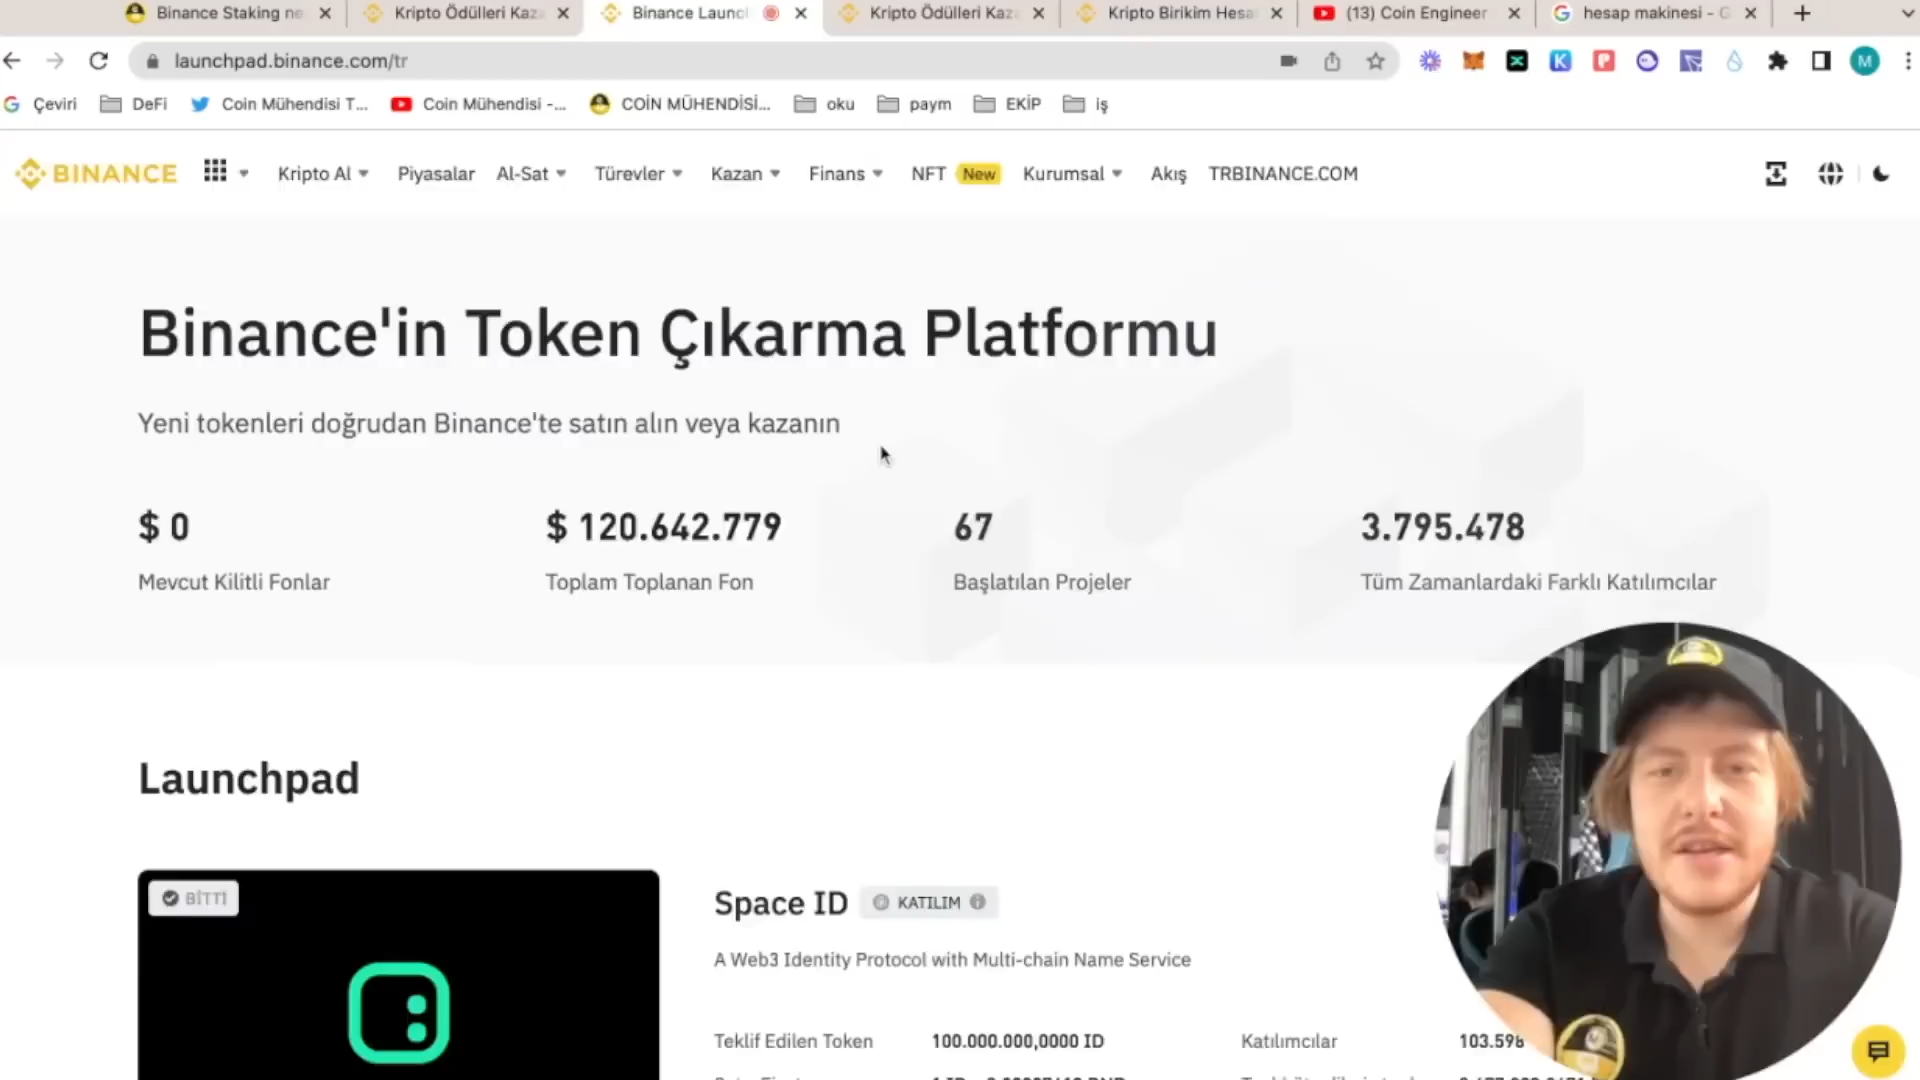 Binance Staking ne
Kripto Ödülleri Kaza
Binance Launc
Kripto Ödülleri Kaza
Kripto Birikim Hesa
(13) Coin Engineer
hesap makinesi - G
launchpad.binance.com/tr
M
Çeviri
DeFi
Coin Mühendisi T...
Coin Mühendisi -...
COİN MÜHENDİSİ...
oku
paym
EKİP
iş
BINANCE
Kripto Al
Piyasalar
Al-Sat
Türevler
Kazan
Finans
NFT New
Kurumsal
Akış
TRBINANCE.COM
Binance'in Token Çıkarma Platformu
Yeni tokenleri doğrudan Binance'te satın alın veya kazanın
$ 0
$ 120.642.779
67
3.795.478
Mevcut Kilitli Fonlar
Toplam Toplanan Fon
Başlatılan Projeler
Tüm Zamanlardaki Farklı Katılımcılar
Launchpad
BİTTİ
Space ID
KATILIM
A Web3 Identity Protocol with Multi-chain Name Service
Teklif Edilen Token
100.000.000,0000 ID
Katılımcılar
103.598